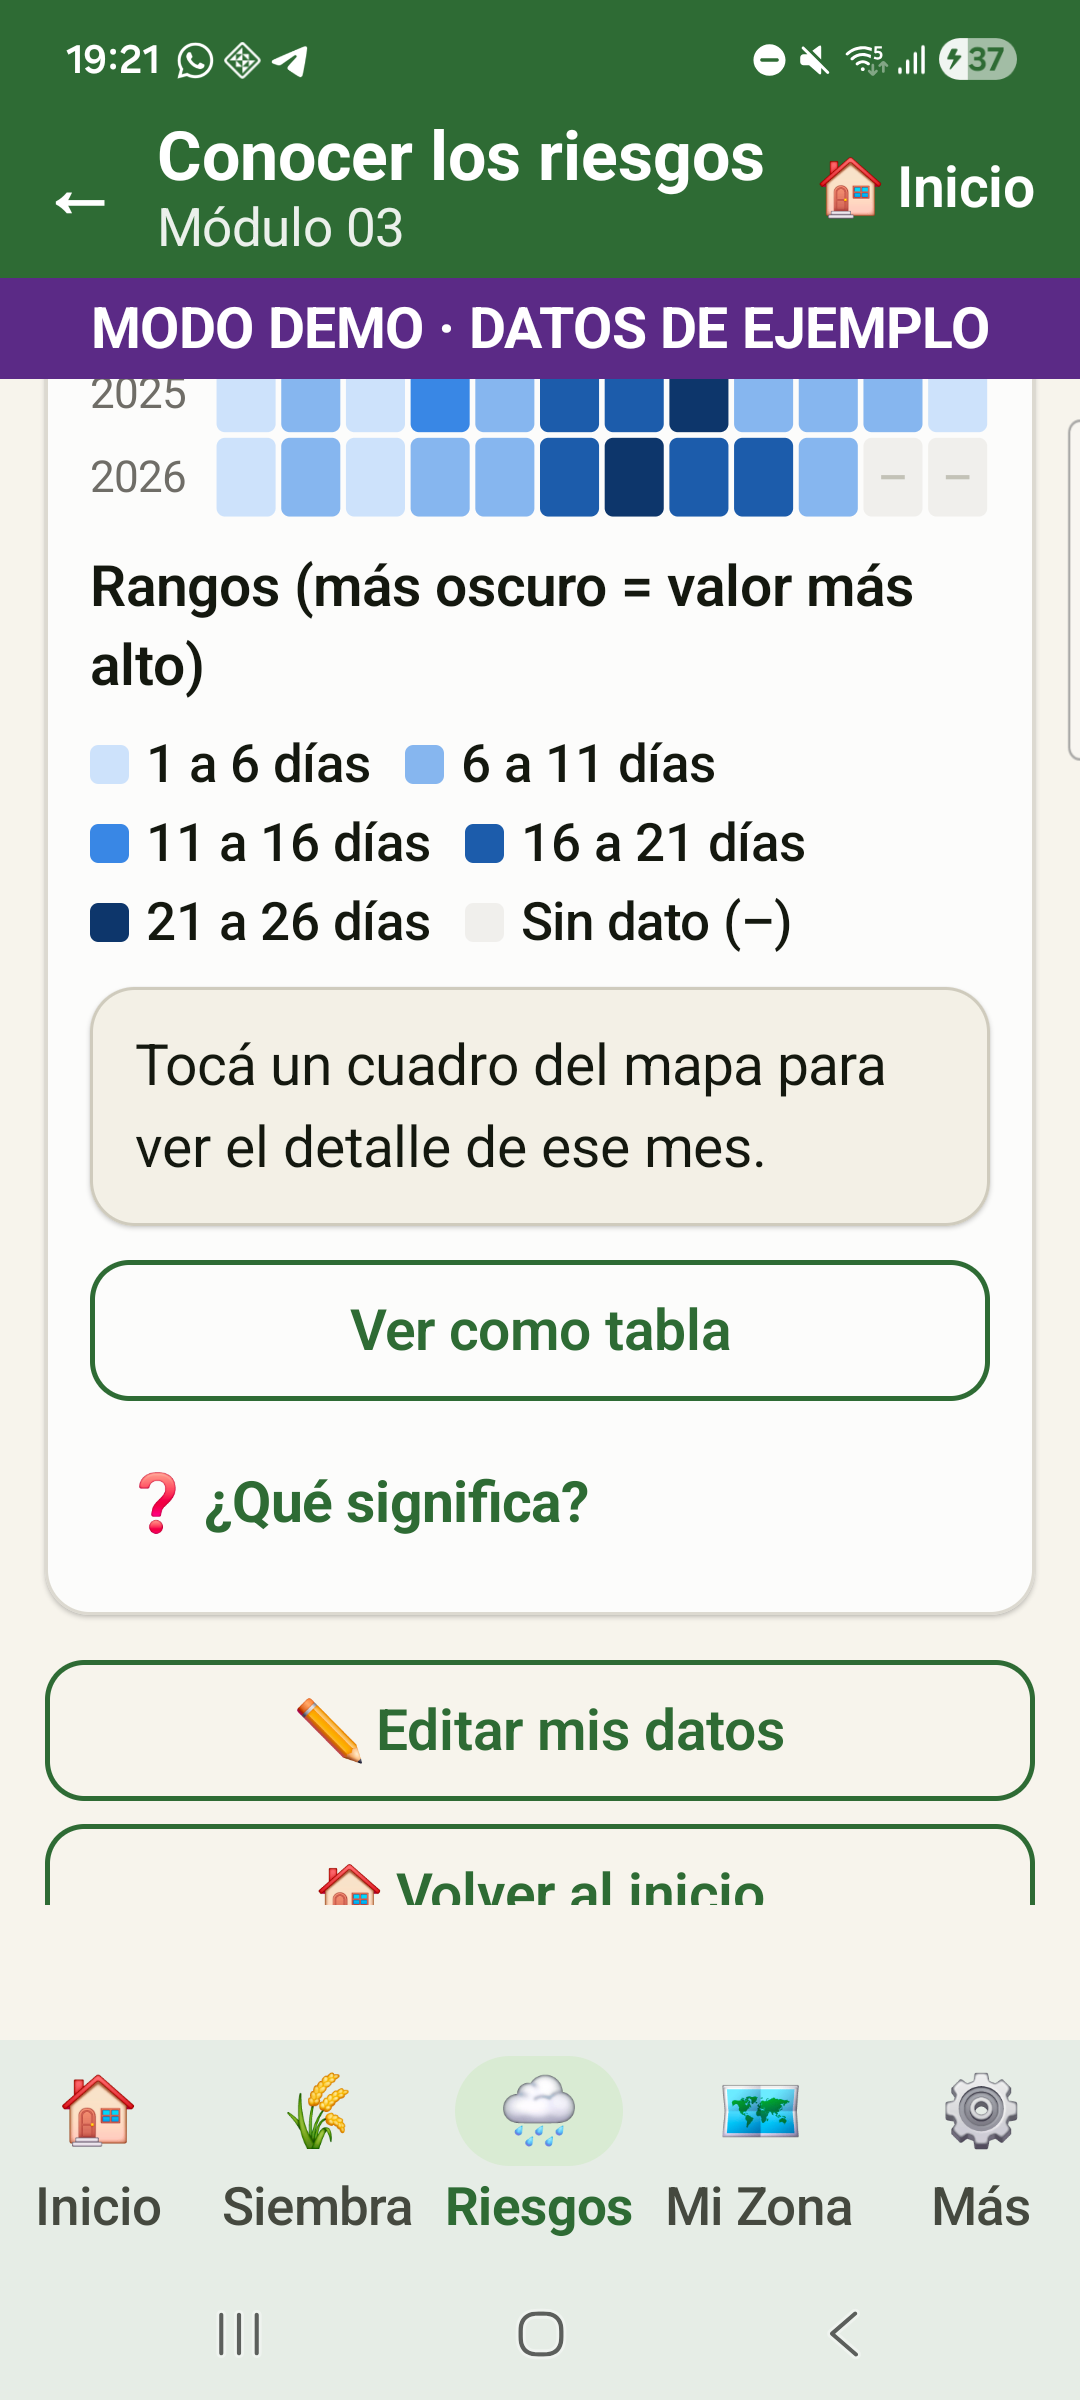 19:21
5
37
Conocer los riesgos
Módulo 03
Inicio
MODO DEMO · DATOS DE EJEMPLO
2025
2026
–
–
Rangos (más oscuro = valor más
alto)
1 a 6 días
6 a 11 días
11 a 16 días
16 a 21 días
21 a 26 días
Sin dato (–)
Tocá un cuadro del mapa para
ver el detalle de ese mes.
Ver como tabla
❓ ¿Qué significa?
Editar mis datos
Volver al inicio
Inicio
Siembra
Riesgos
Mi Zona
Más